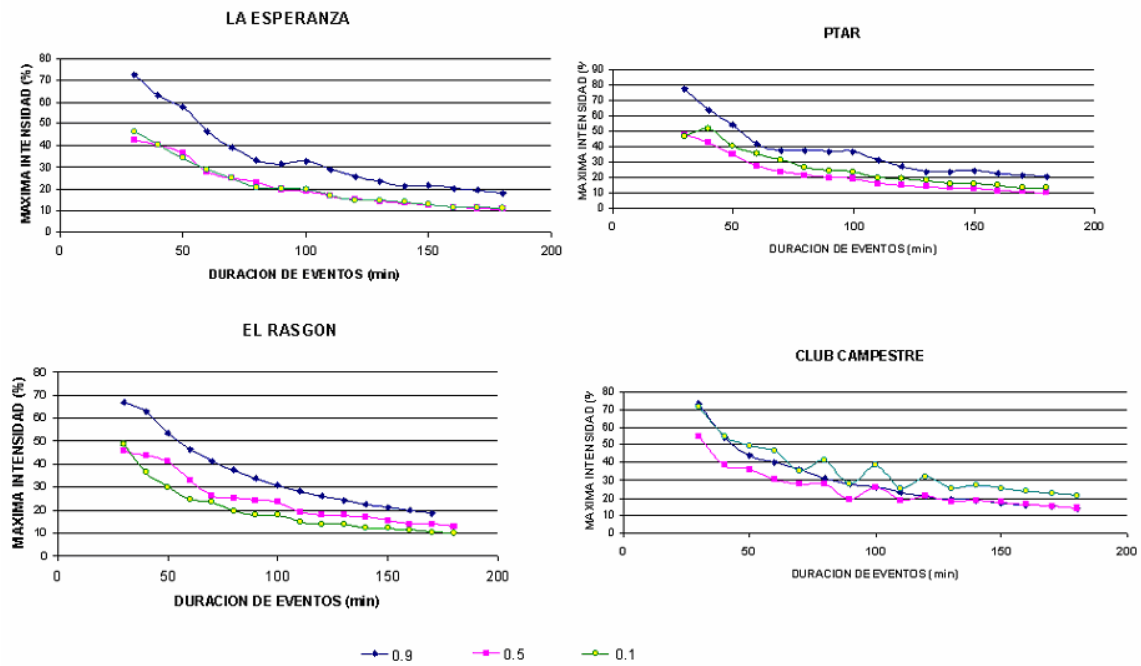 LA ESPERANZA
MAXIMA INTENSIDAD (%)
80
70
60
50
40
30
20
10
0
0 50 100 150 200
DURACION DE EVENTOS (min)
PTAR
MAXIMA INTENSIDAD (%
90
80
70
60
50
40
30
20
10
0
0 50 100 150 200
DURACION DE EVENTOS (min)
EL RASGON
MAXIMA INTENSIDAD (%)
80
70
60
50
40
30
20
10
0
0 50 100 150 200
DURACION DE EVENTOS (min)
CLUB CAMPESTRE
MAXIMA INTENSIDAD (%
80
70
60
50
40
30
20
10
0
0 50 100 150 200
DURACION DE EVENTOS (min)
0.9 0.5 0.1